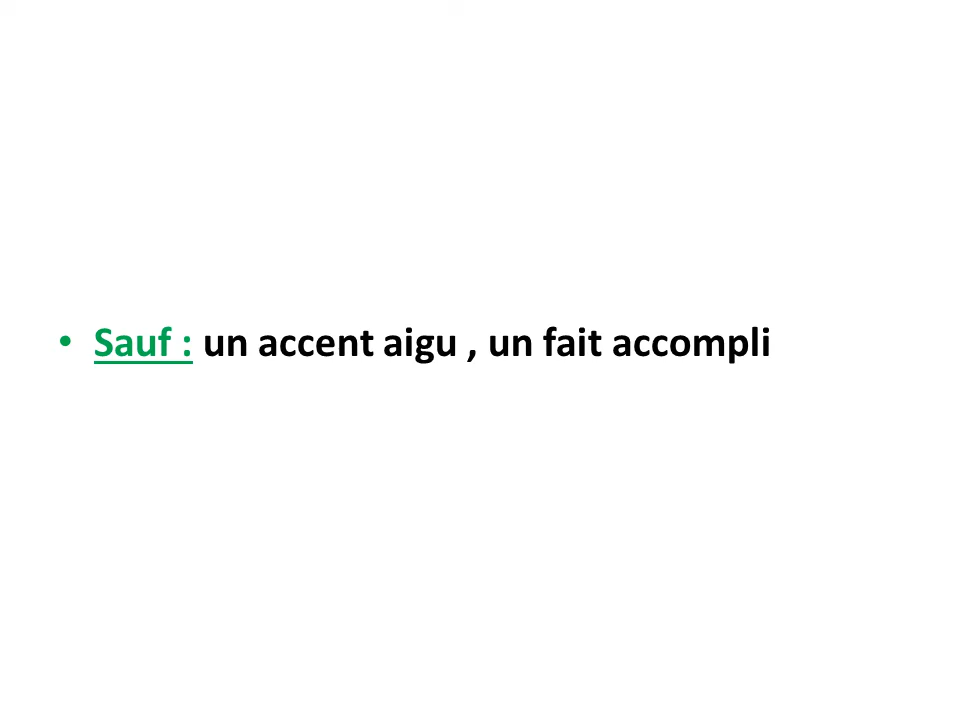 • Sauf : un accent aigu , un fait accompli